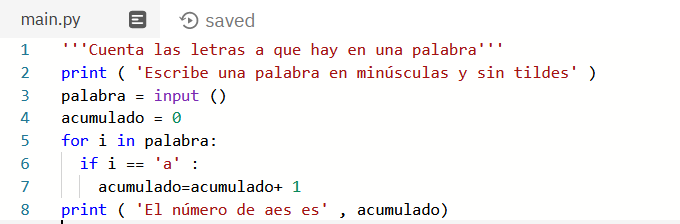 main.py saved
1 '''Cuenta las letras a que hay en una palabra'''
2 print ( 'Escribe una palabra en minúsculas y sin tildes' )
3 palabra = input ()
4 acumulado = 0
5 for i in palabra:
6   if i == 'a' :
7     acumulado=acumulado+ 1
8 print ( 'El número de aes es' , acumulado)